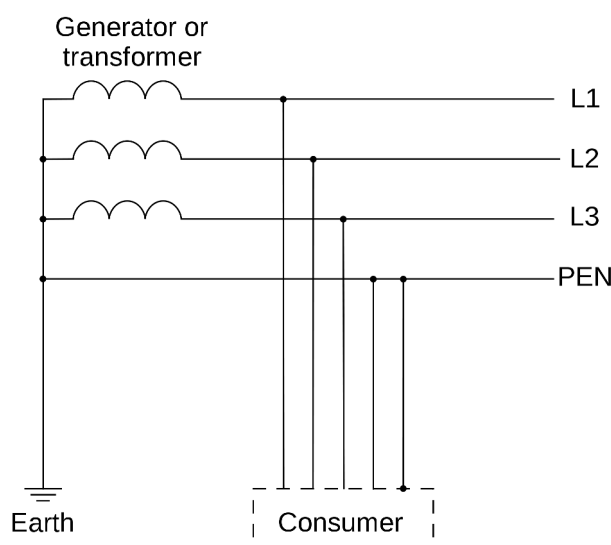 Generator or
transformer
L1
L2
L3
PEN
Earth
Consumer